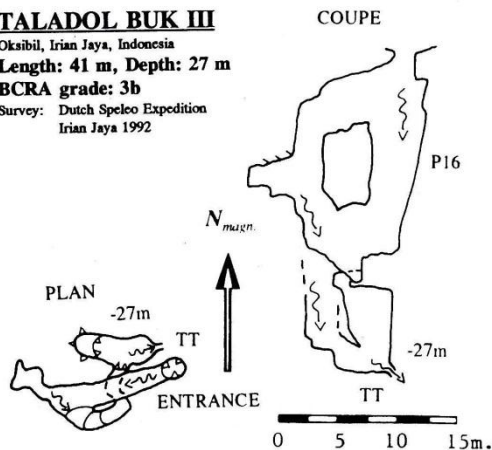 TALADOL BUK III
Oksibil, Irian Jaya, Indonesia
Length: 41 m, Depth: 27 m
BCRA grade: 3b
Survey: Dutch Speleo Expedition
Irian Jaya 1992
COUPE
P16
N magn.
PLAN
-27m
TT
ENTRANCE
-27m
TT
0 5 10 15m.